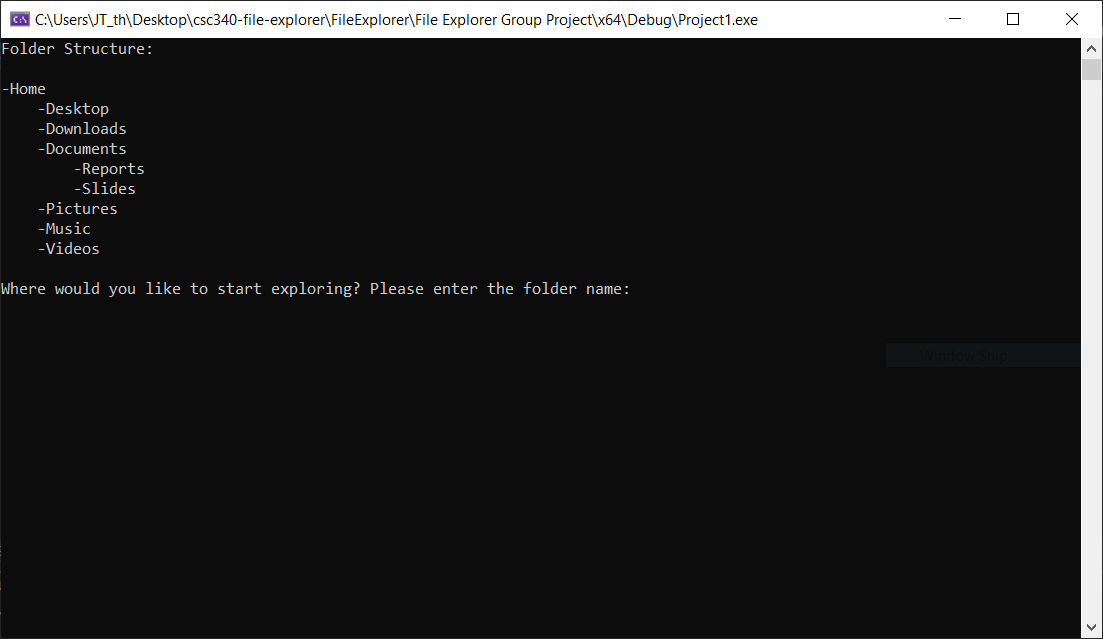 C:\Users\JT_th\Desktop\csc340-file-explorer\FileExplorer\File Explorer Group Project\x64\Debug\Project1.exe
Folder Structure:
-Home
    -Desktop
    -Downloads
    -Documents
        -Reports
        -Slides
    -Pictures
    -Music
    -Videos
Where would you like to start exploring? Please enter the folder name:
Window Snip